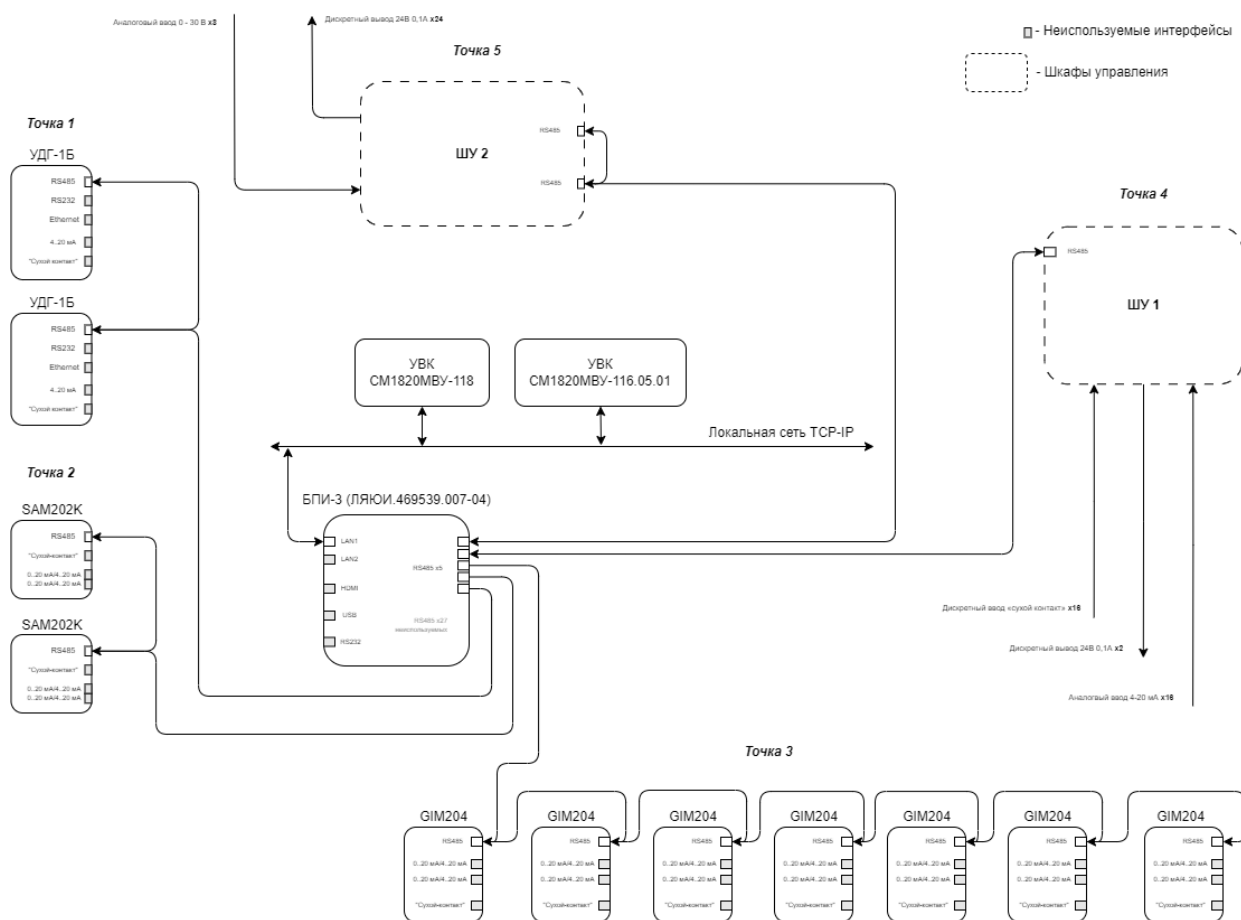 Аналоговый ввод 0 - 30 В x8
Дискретный вывод 24В 0,1А x24
- Неиспользуемые интерфейсы
- Шкафы управления
Точка 5
RS485
ШУ 2
RS485
Точка 1
УДГ-1Б
RS485
RS232
Ethernet
4..20 мА
"Сухой контакт"
УДГ-1Б
RS485
RS232
Ethernet
4..20 мА
"Сухой контакт"
Точка 4
RS485
ШУ 1
УВК
СМ1820МВУ-118
УВК
СМ1820МВУ-116.05.01
Локальная сеть TCP-IP
Точка 2
SAM202K
RS485
"Сухой-контакт"
0..20 мА/4..20 мА
0..20 мА/4..20 мА
SAM202K
RS485
"Сухой-контакт"
0..20 мА/4..20 мА
0..20 мА/4..20 мА
БПИ-3 (ЛЯЮИ.469539.007-04)
LAN1
LAN2
HDMI
USB
RS232
RS485 x5
RS485 x27
неиспользуемых
Дискретный ввод «сухой контакт» x16
Дискретный вывод 24В 0,1А x2
Аналогвый ввод 4-20 мА x16
Точка 3
GIM204
RS485
0..20 мА/4..20 мА
0..20 мА/4..20 мА
"Сухой-контакт"
GIM204
RS485
0..20 мА/4..20 мА
0..20 мА/4..20 мА
"Сухой-контакт"
GIM204
RS485
0..20 мА/4..20 мА
0..20 мА/4..20 мА
"Сухой-контакт"
GIM204
RS485
0..20 мА/4..20 мА
0..20 мА/4..20 мА
"Сухой-контакт"
GIM204
RS485
0..20 мА/4..20 мА
0..20 мА/4..20 мА
"Сухой-контакт"
GIM204
RS485
0..20 мА/4..20 мА
0..20 мА/4..20 мА
"Сухой-контакт"
GIM204
RS485
0..20 мА/4..20 мА
0..20 мА/4..20 мА
"Сухой-контакт"